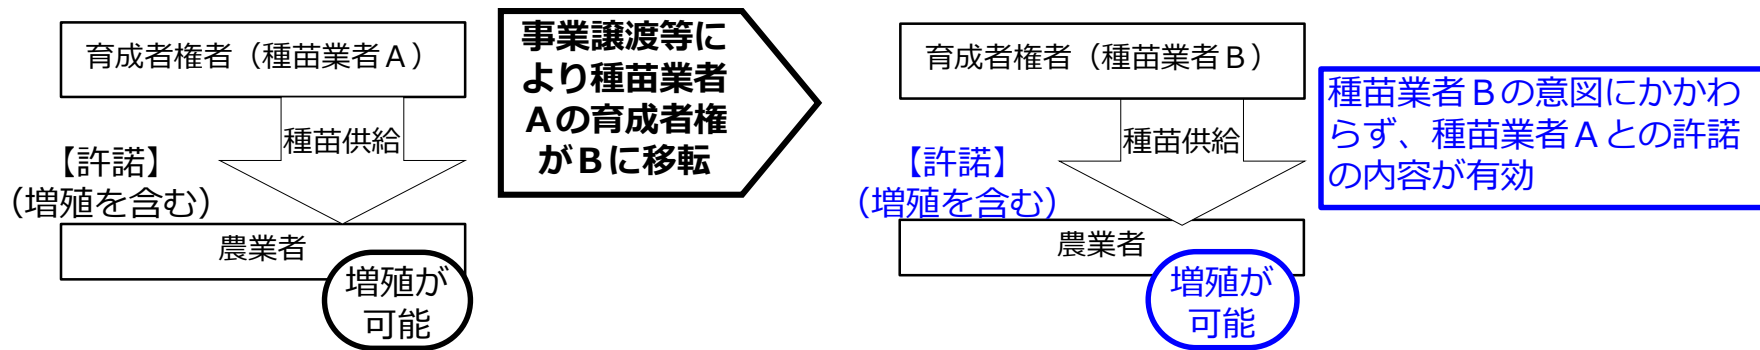 育成者権者（種苗業者Ａ）
種苗供給
【許諾】
（増殖を含む）
農業者
増殖が
可能
事業譲渡等に
より種苗業者
Ａの育成者権
がＢに移転
育成者権者（種苗業者Ｂ）
種苗供給
【許諾】
（増殖を含む）
農業者
増殖が
可能
種苗業者Ｂの意図にかかわ
らず、種苗業者Ａとの許諾
の内容が有効